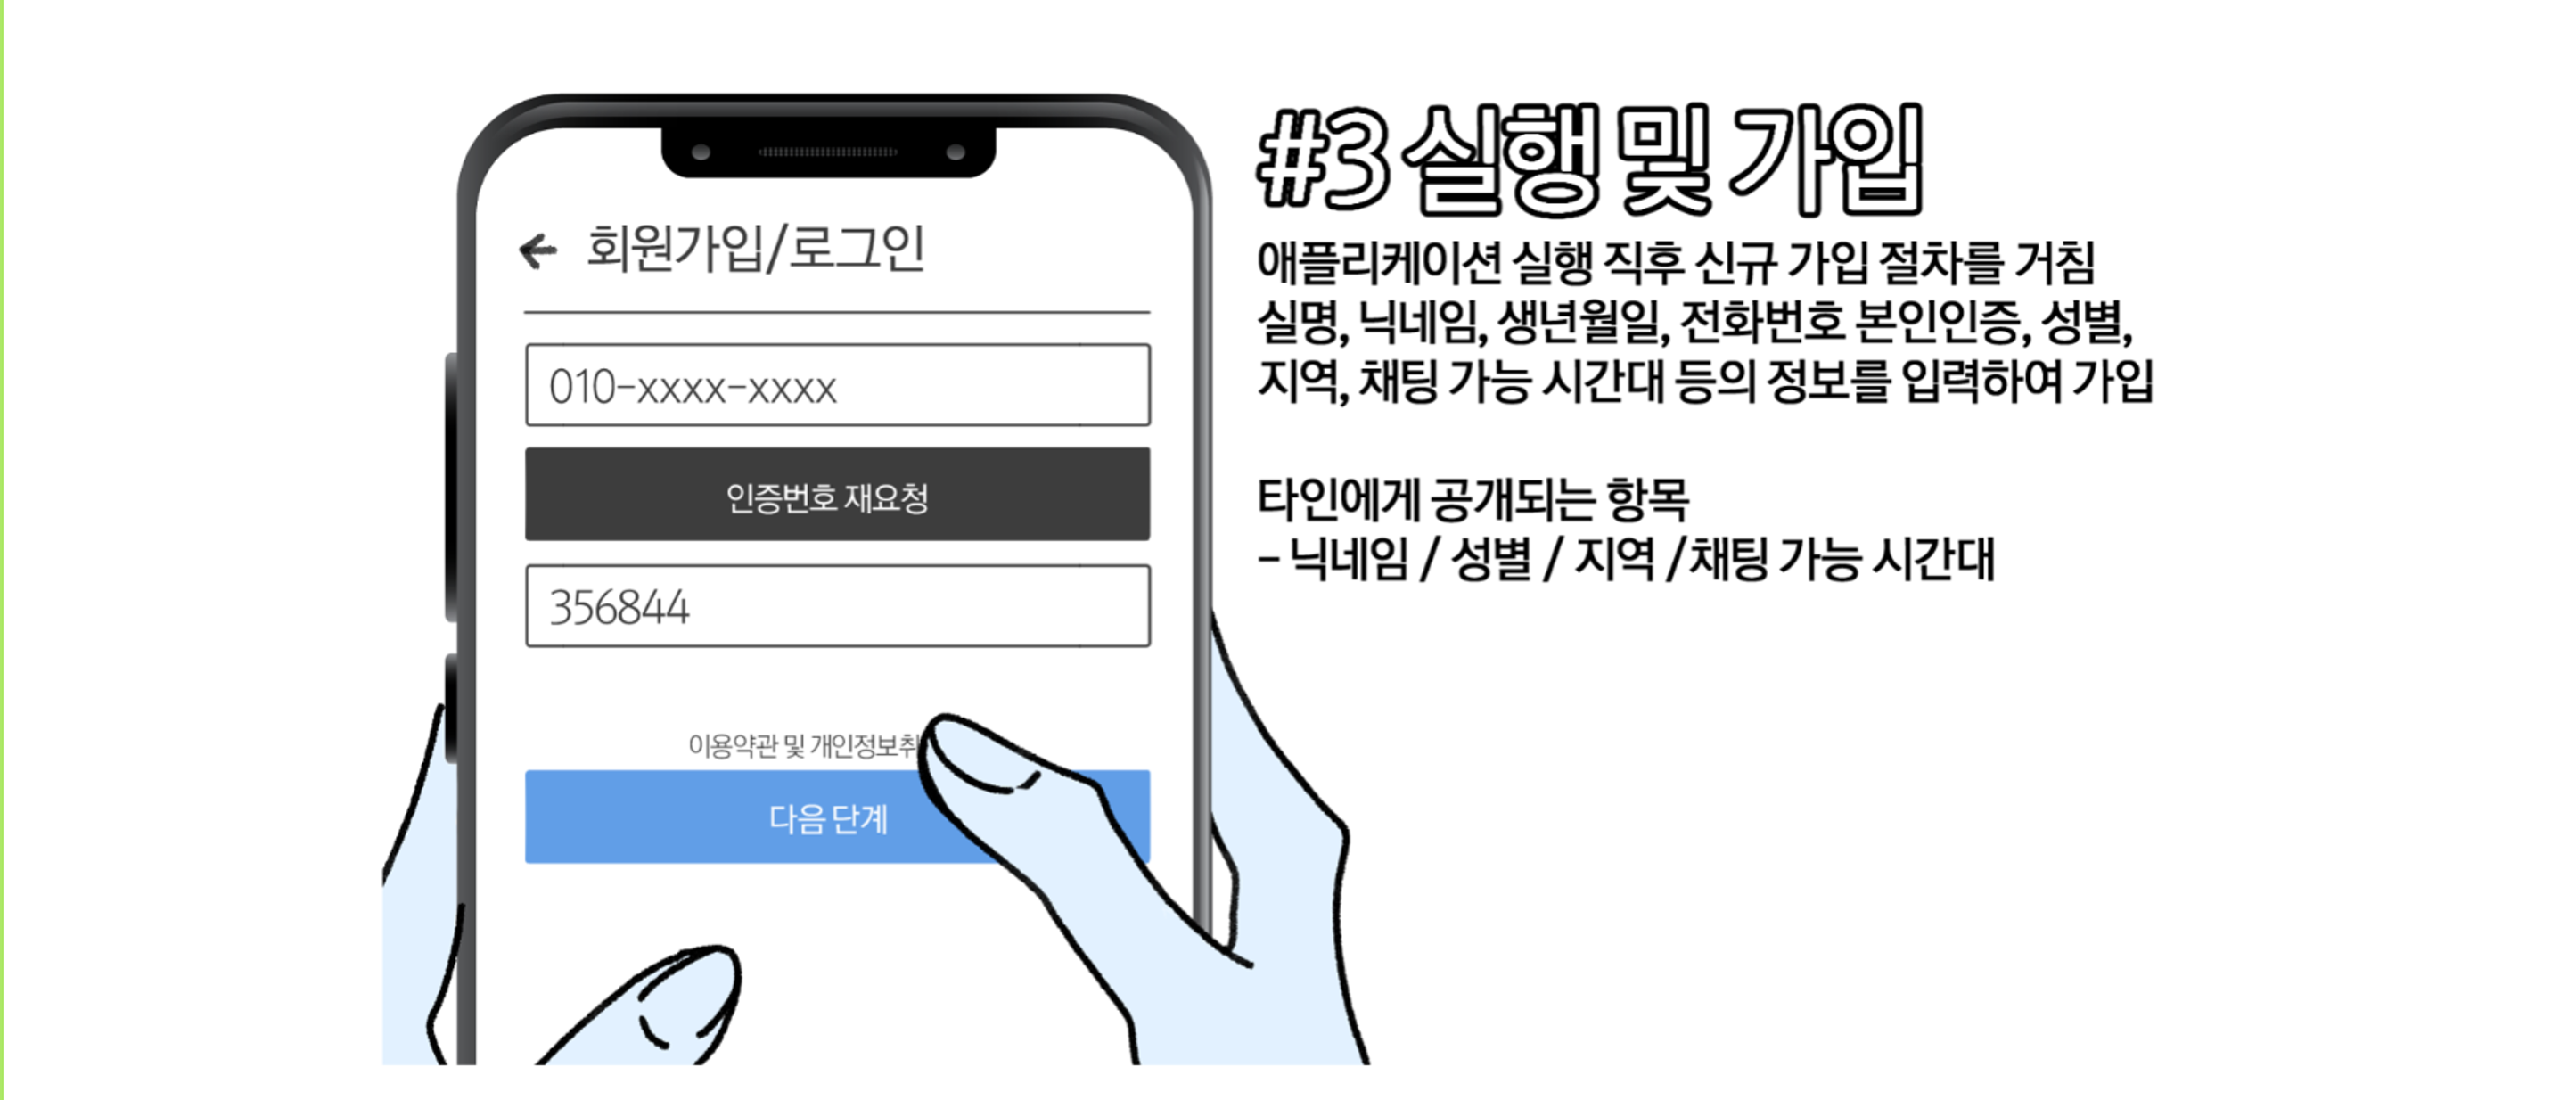 회원가입/로그인
010-xxxx-xxxx
인증번호 재요청
356844
이용약관 및 개인정보취
다음 단계
#3 실행 및 가입
애플리케이션 실행 직후 신규 가입 절차를 거침
실명, 닉네임, 생년월일, 전화번호 본인인증, 성별,
지역, 채팅 가능 시간대 등의 정보를 입력하여 가입
타인에게 공개되는 항목
- 닉네임 / 성별 / 지역 /채팅 가능 시간대